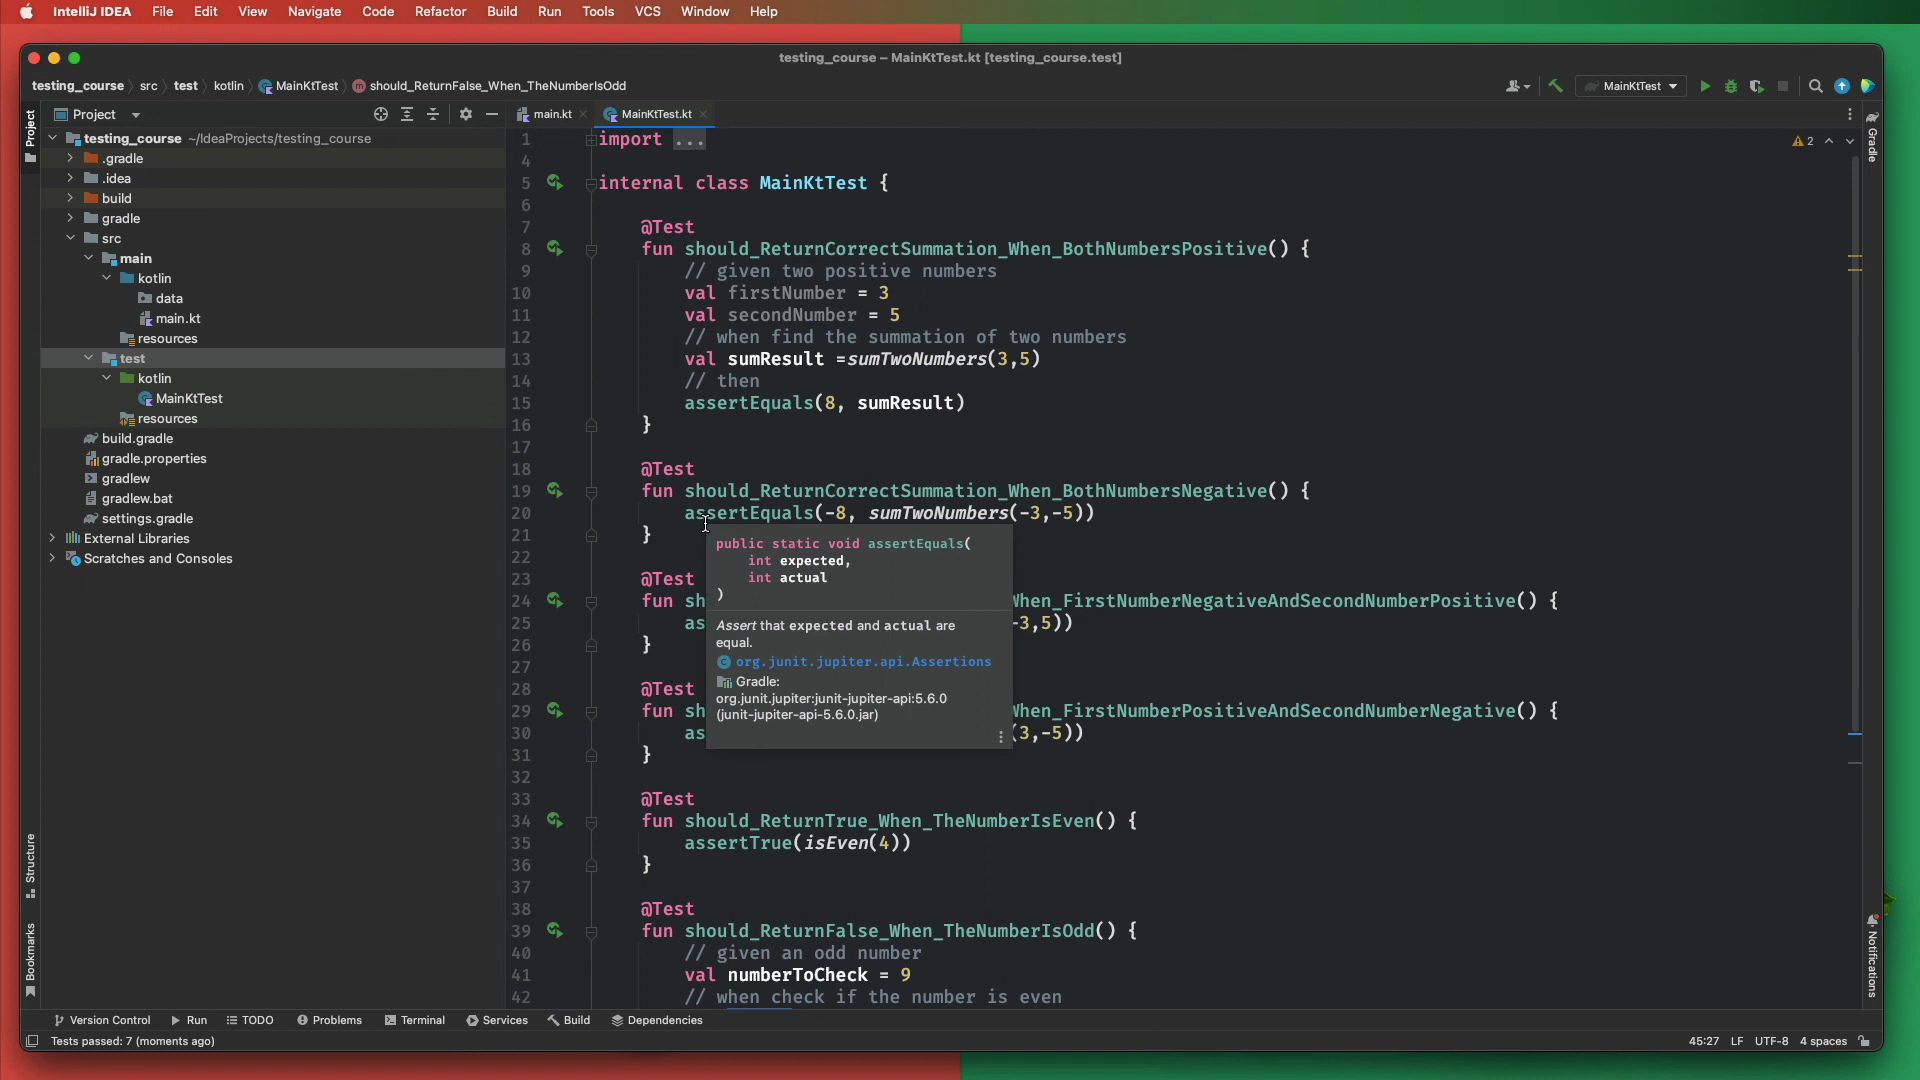 IntelliJ IDEA File Edit View Navigate Code Refactor Build Run Tools VCS Window Help
testing_course – MainKtTest.kt [testing_course.test]
testing_course src test kotlin MainKtTest should_ReturnFalse_When_TheNumberIsOdd
MainKtTest
Project
main.kt
MainKtTest.kt
Project
testing_course ~/IdeaProjects/testing_course
.gradle
.idea
build
gradle
src
main
kotlin
data
main.kt
resources
test
kotlin
MainKtTest
resources
build.gradle
gradle.properties
gradlew
gradlew.bat
settings.gradle
External Libraries
Scratches and Consoles
Structure
Bookmarks
2
1 import ...
4
5 internal class MainKtTest {
6
7 @Test
8 fun should_ReturnCorrectSummation_When_BothNumbersPositive() {
9 // given two positive numbers
10 val firstNumber = 3
11 val secondNumber = 5
12 // when find the summation of two numbers
13 val sumResult =sumTwoNumbers(3,5)
14 // then
15 assertEquals(8, sumResult)
16 }
17
18 @Test
19 fun should_ReturnCorrectSummation_When_BothNumbersNegative() {
20 assertEquals(-8, sumTwoNumbers(-3,-5))
21 }
22
23 @Test
24 fun sh When_FirstNumberNegativeAndSecondNumberPositive() {
25 as -3,5))
26 }
27
28 @Test
29 fun sh When_FirstNumberPositiveAndSecondNumberNegative() {
30 as (3,-5))
31 }
32
33 @Test
34 fun should_ReturnTrue_When_TheNumberIsEven() {
35 assertTrue(isEven(4))
36 }
37
38 @Test
39 fun should_ReturnFalse_When_TheNumberIsOdd() {
40 // given an odd number
41 val numberToCheck = 9
42 // when check if the number is even
public static void assertEquals(
int expected,
int actual
)
Assert that expected and actual are
equal.
org.junit.jupiter.api.Assertions
Gradle:
org.junit.jupiter:junit-jupiter-api:5.6.0
(junit-jupiter-api-5.6.0.jar)
Gradle
Notifications
Version Control Run TODO Problems Terminal Services Build Dependencies
Tests passed: 7 (moments ago)
45:27 LF UTF-8 4 spaces